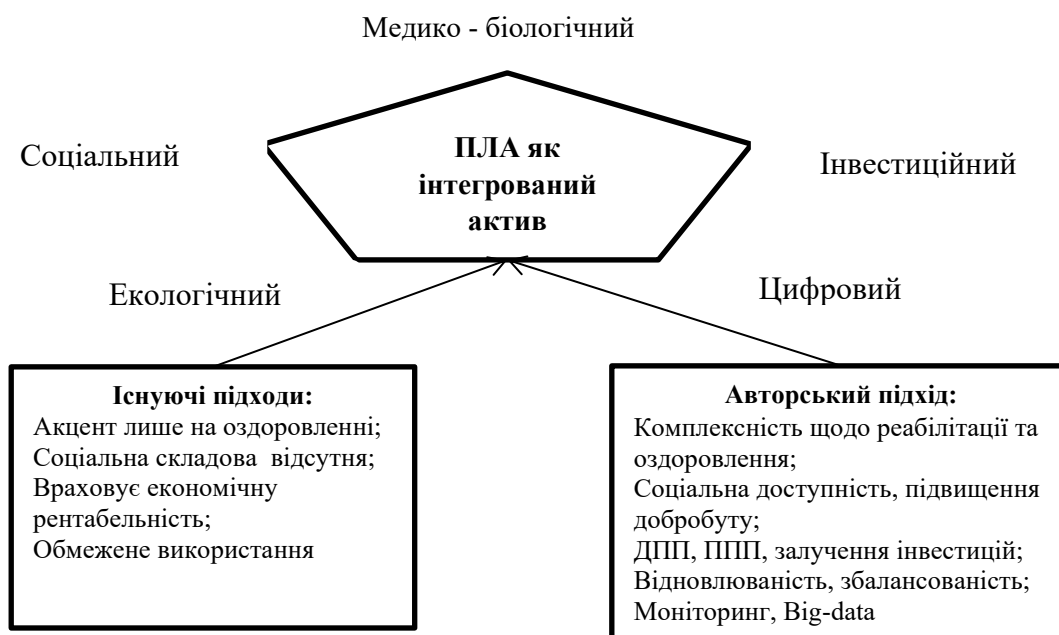 Медико - біологічний
Соціальний
ПЛА як
інтегрований
актив
Інвестиційний
Екологічний
Цифровий
Існуючі підходи:
Акцент лише на оздоровленні;
Соціальна складова відсутня;
Враховує економічну
рентабельність;
Обмежене використання
Авторський підхід:
Комплексність щодо реабілітації та
оздоровлення;
Соціальна доступність, підвищення
добробуту;
ДПП, ППП, залучення інвестицій;
Відновлюваність, збалансованість;
Моніторинг, Big-data